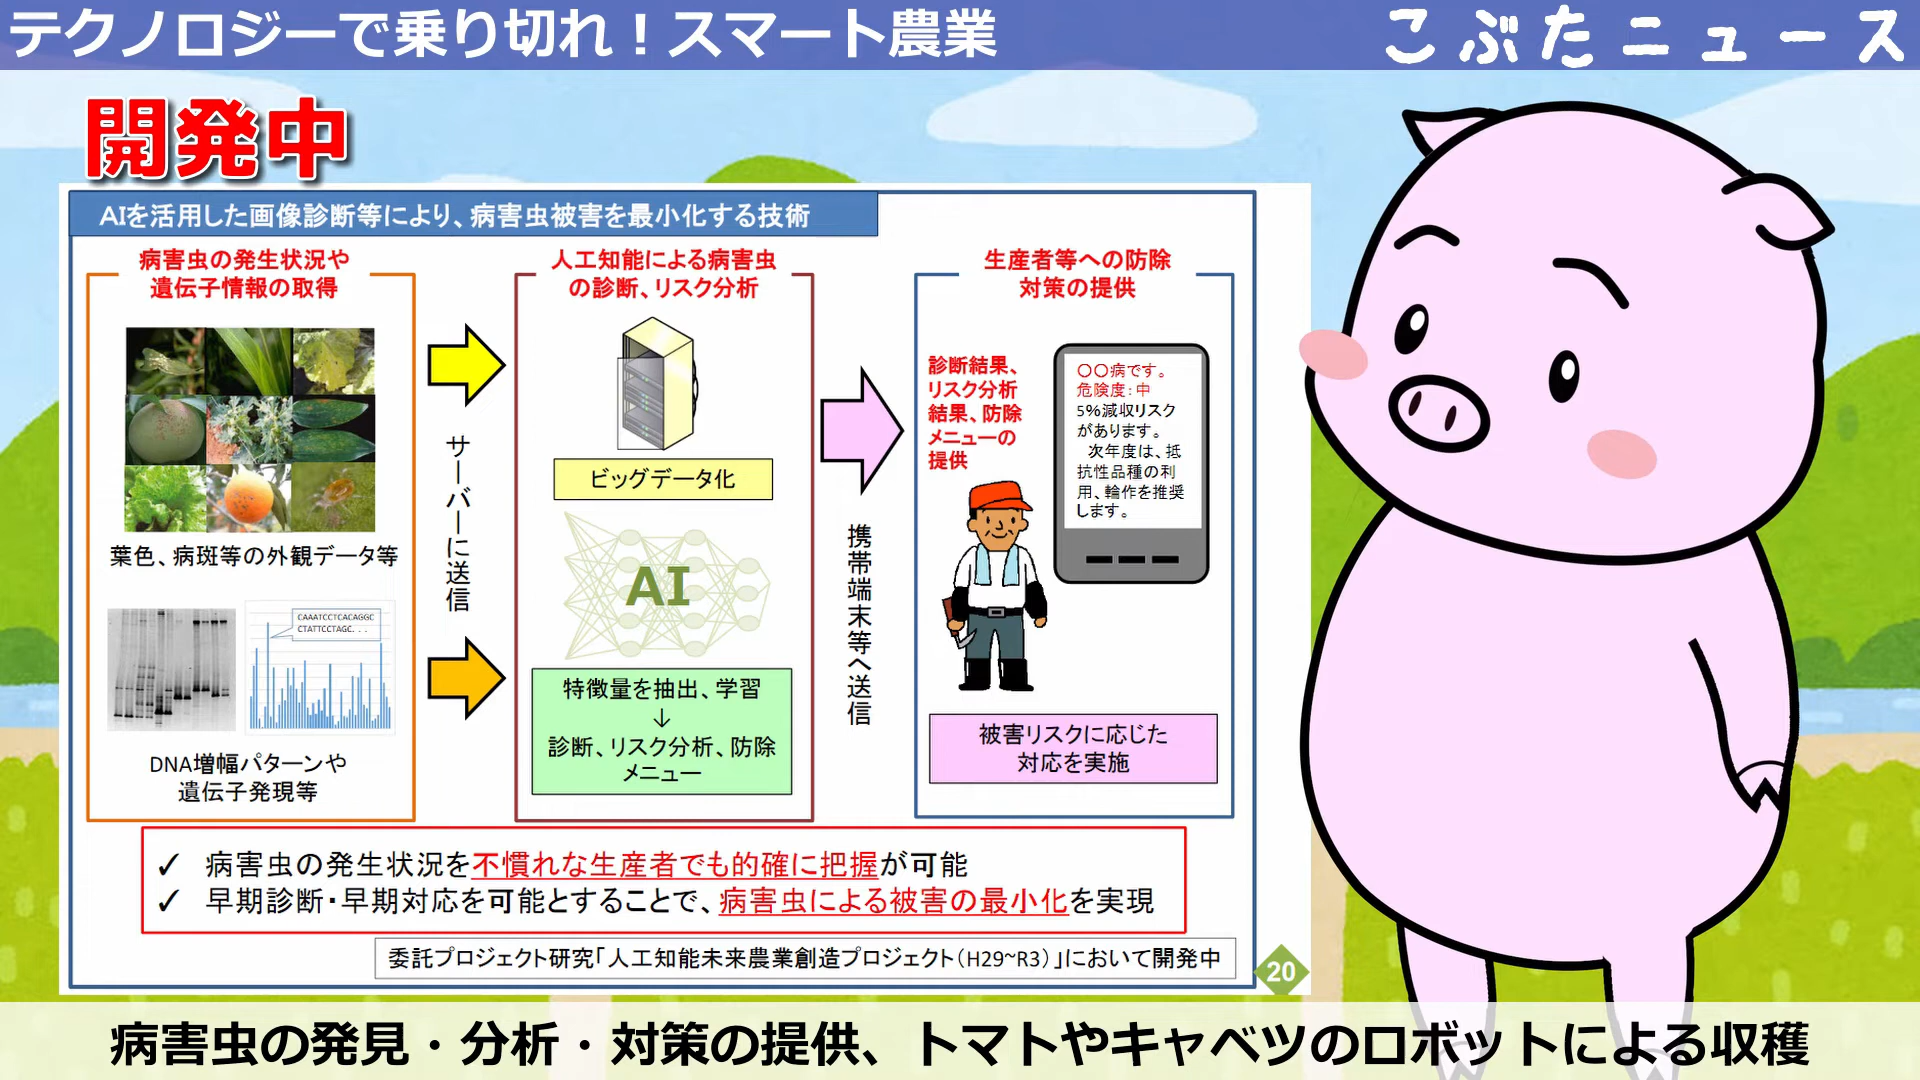 テクノロジーで乗り切れ！スマート農業
こぶたニュース
開発中
AIを活用した画像診断等により、病害虫被害を最小化する技術
病害虫の発生状況や
遺伝子情報の取得
葉色、病斑等の外観データ等
CAAATCCTCACAGGC
CTATTCCTAGC...
DNA増幅パターンや
遺伝子発現等
サーバーに送信
人工知能による病害虫
の診断、リスク分析
ビッグデータ化
AI
特徴量を抽出、学習
↓
診断、リスク分析、防除
メニュー
携帯端末等へ送信
生産者等への防除
対策の提供
診断結果、
リスク分析
結果、防除
メニューの
提供
〇〇病です。
危険度：中
5%減収リスク
があります。
次年度は、抵
抗性品種の利
用、輪作を推奨
します。
被害リスクに応じた
対応を実施
✓ 病害虫の発生状況を不慣れな生産者でも的確に把握が可能
✓ 早期診断・早期対応を可能とすることで、病害虫による被害の最小化を実現
委託プロジェクト研究「人工知能未来農業創造プロジェクト（H29~R3）」において開発中
20
病害虫の発見・分析・対策の提供、トマトやキャベツのロボットによる収穫